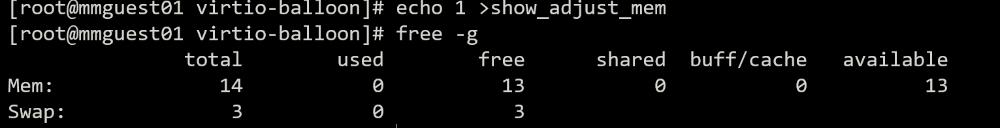 [root@mmguest01 virtio-balloon]# echo 1 >show_adjust_mem
[root@mmguest01 virtio-balloon]# free -g
total used free shared buff/cache available
Mem: 14 0 13 0 0 13
Swap: 3 0 3